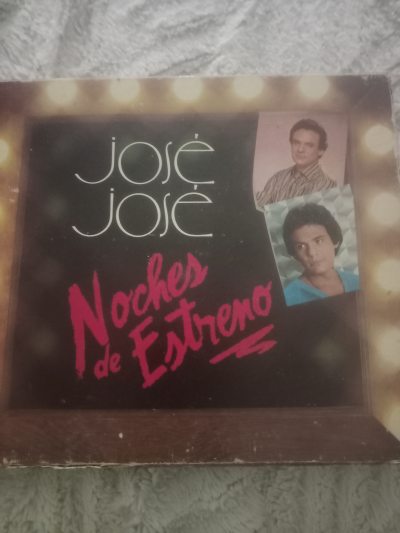 José
José
Noches
de Estreno